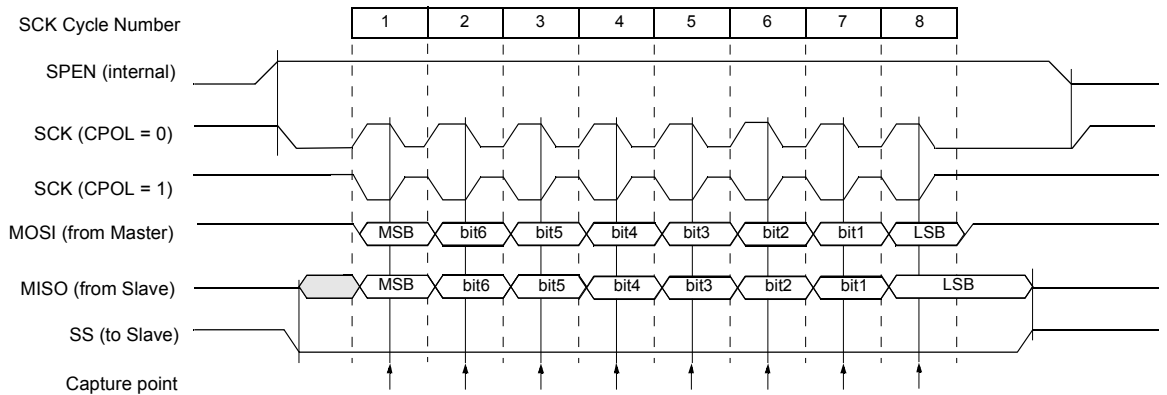 SCK Cycle Number 1 2 3 4 5 6 7 8
SPEN (internal)
SCK (CPOL = 0)
SCK (CPOL = 1)
MOSI (from Master) MSB bit6 bit5 bit4 bit3 bit2 bit1 LSB
MISO (from Slave) MSB bit6 bit5 bit4 bit3 bit2 bit1 LSB
SS (to Slave)
Capture point